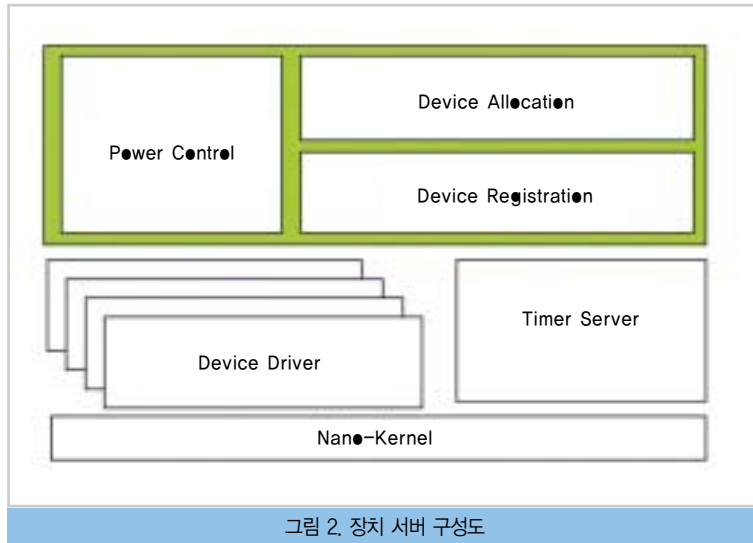 Device Allocation
Power Control
Device Registration
Timer Server
Device Driver
Nano-Kernel
그림 2. 장치 서버 구성도